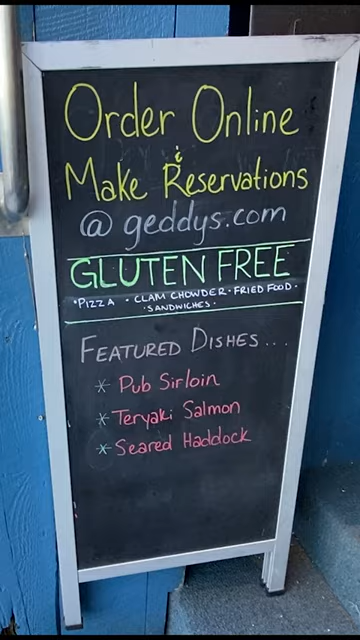 Order Online
&
Make Reservations
@ geddys.com
GLUTEN FREE
•PIZZA • CLAM CHOWDER • FRIED FOOD •
•SANDWICHES•
FEATURED DISHES...
* Pub Sirloin
* Teryaki Salmon
* Seared Haddock